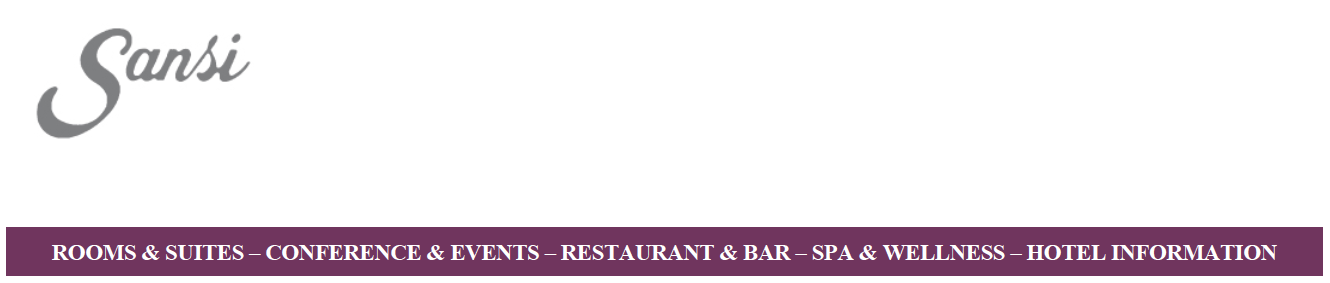 Sansi
ROOMS & SUITES – CONFERENCE & EVENTS – RESTAURANT & BAR – SPA & WELLNESS – HOTEL INFORMATION